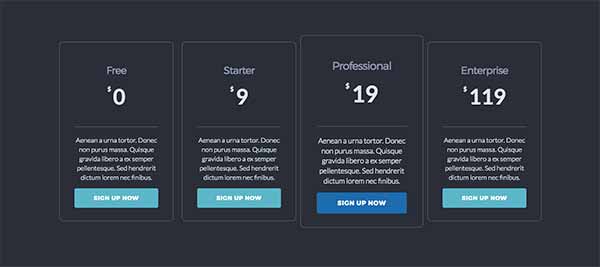 Free
$0
Aenean a urna tortor. Donec
non purus massa. Quisque
gravida libero a ex semper
pellentesque. Sed hendrerit
dictum lorem nec finibus.
SIGN UP NOW
Starter
$9
Aenean a urna tortor. Donec
non purus massa. Quisque
gravida libero a ex semper
pellentesque. Sed hendrerit
dictum lorem nec finibus.
SIGN UP NOW
Professional
$19
Aenean a urna tortor. Donec
non purus massa. Quisque
gravida libero a ex semper
pellentesque. Sed hendrerit
dictum lorem nec finibus.
SIGN UP NOW
Enterprise
$119
Aenean a urna tortor. Donec
non purus massa. Quisque
gravida libero a ex semper
pellentesque. Sed hendrerit
dictum lorem nec finibus.
SIGN UP NOW